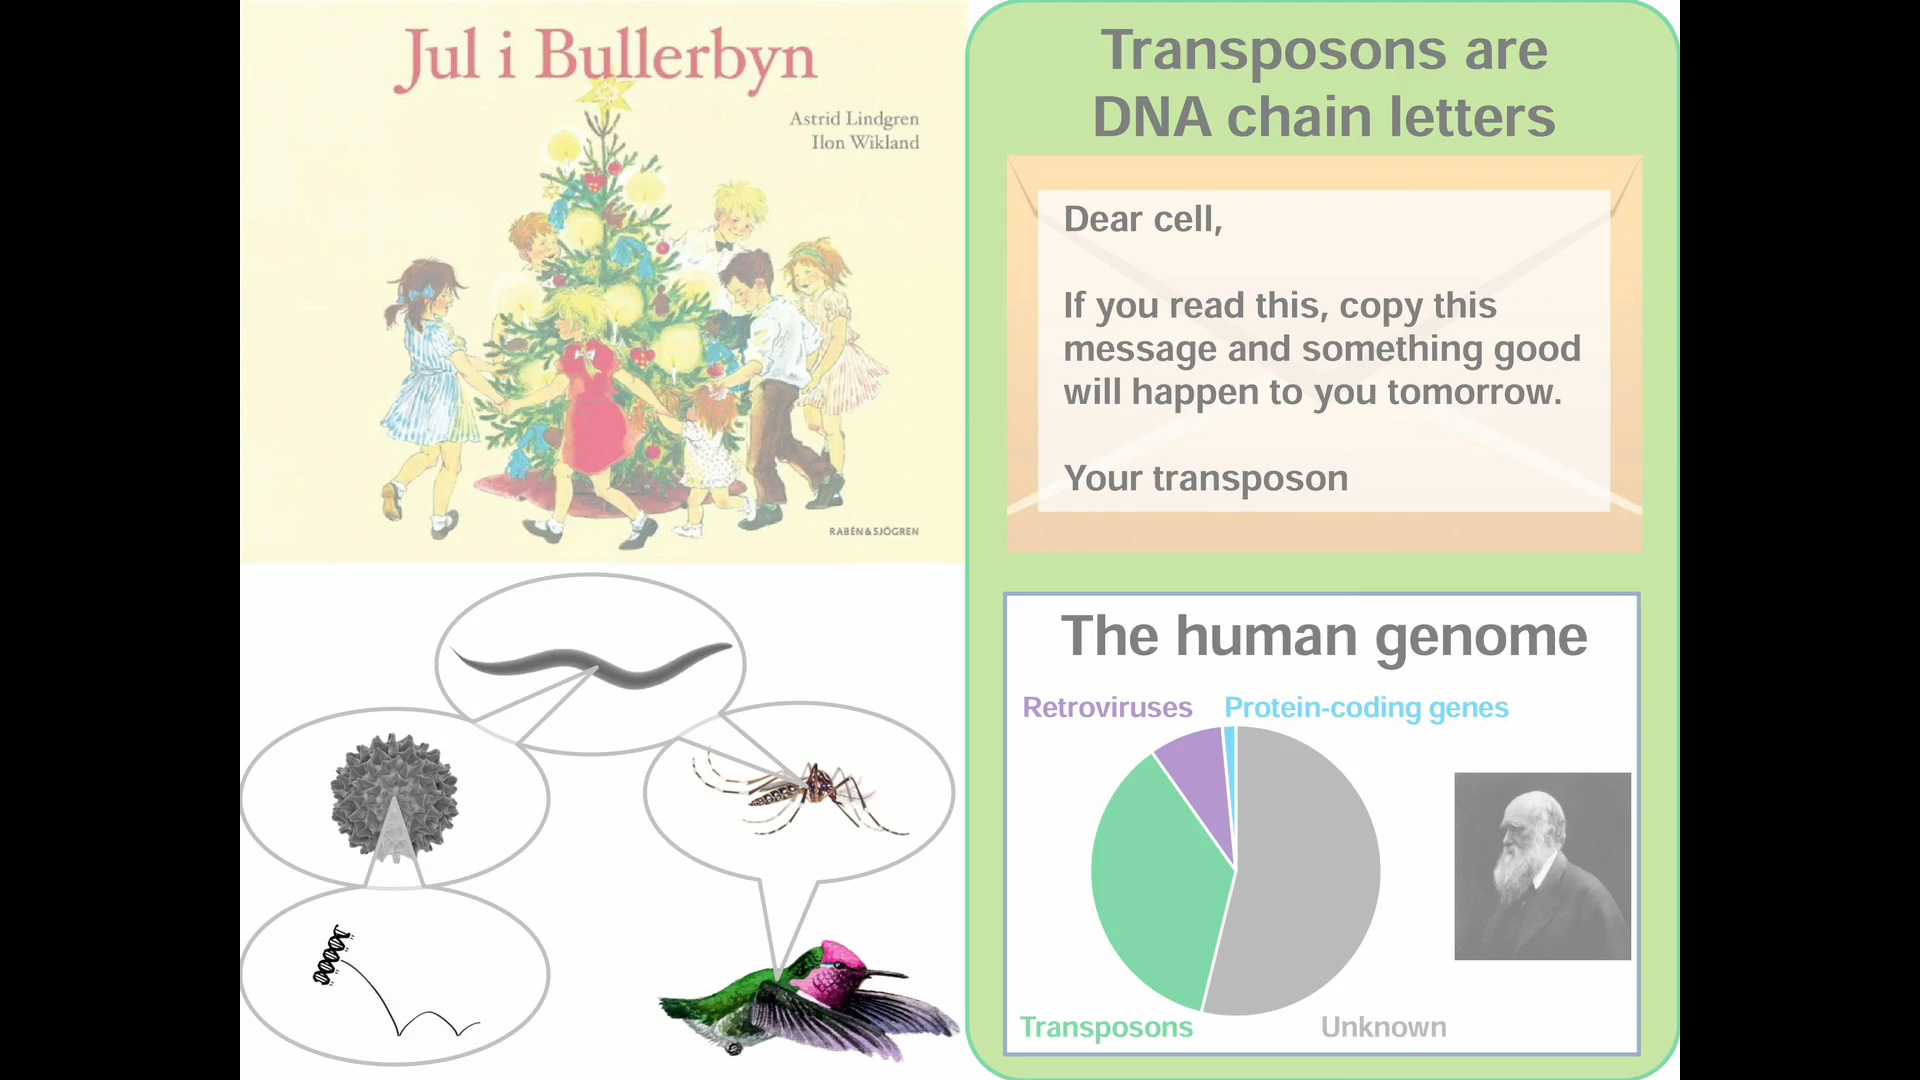 Jul i Bullerbyn
Astrid Lindgren
Ilon Wikland
RABÉN & SJÖGREN
Transposons are
DNA chain letters
Dear cell,
If you read this, copy this
message and something good
will happen to you tomorrow.
Your transposon
The human genome
Retroviruses
Protein-coding genes
Transposons
Unknown